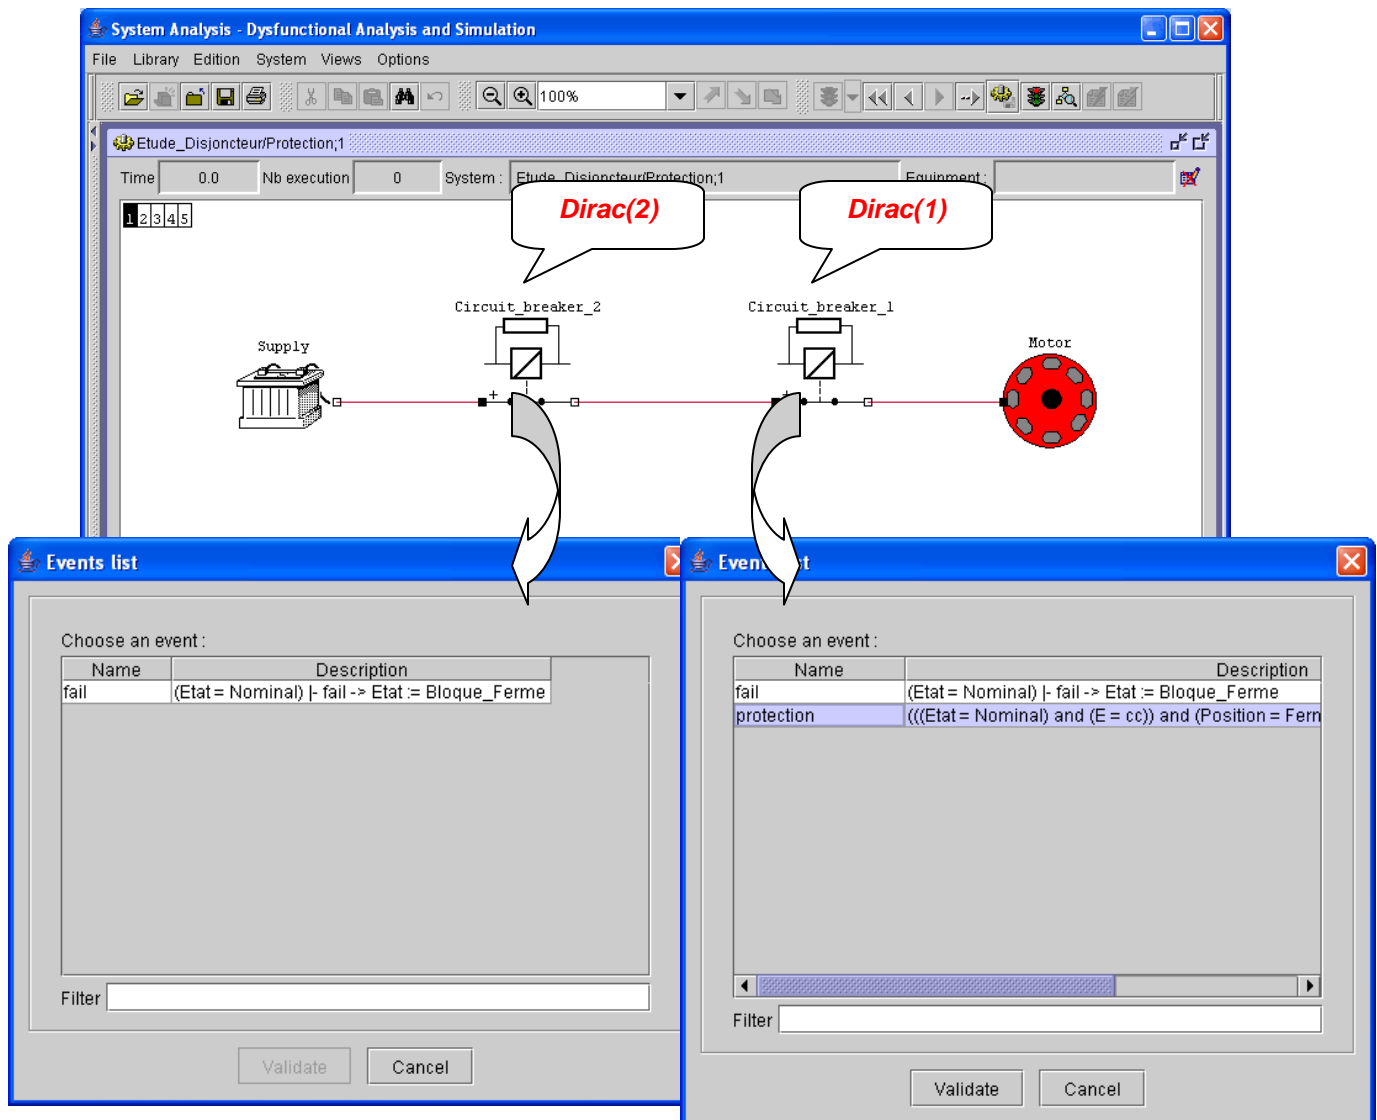 System Analysis - Dysfunctional Analysis and Simulation
File Library Edition System Views Options
100%
Etude_Disjoncteur/Protection;1
Time 0.0 Nb execution 0 System : Etude_Disjoncteur/Protection;1 Equipment :
1 2 3 4 5
Dirac(2) Dirac(1)
Circuit_breaker_2 Circuit_breaker_1
Supply Motor
+ +
Events list
Choose an event :
Name Description
fail (Etat = Nominal) |- fail -> Etat := Bloque_Ferme
Filter
Validate Cancel
Choose an event :
Name Description
fail (Etat = Nominal) |- fail -> Etat := Bloque_Ferme
protection (((Etat = Nominal) and (E = cc)) and (Position =
Filter
Validate Cancel